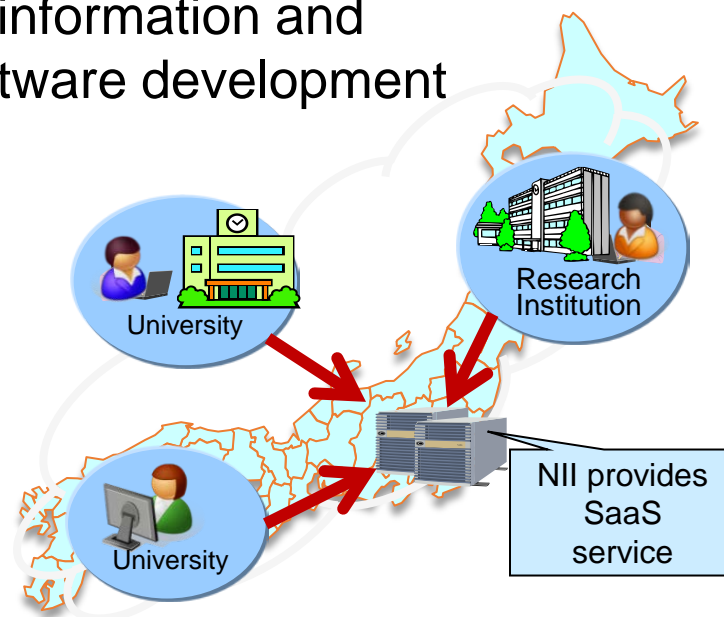 information and
tware development
Research
Institution
University
University
NII provides
SaaS
service